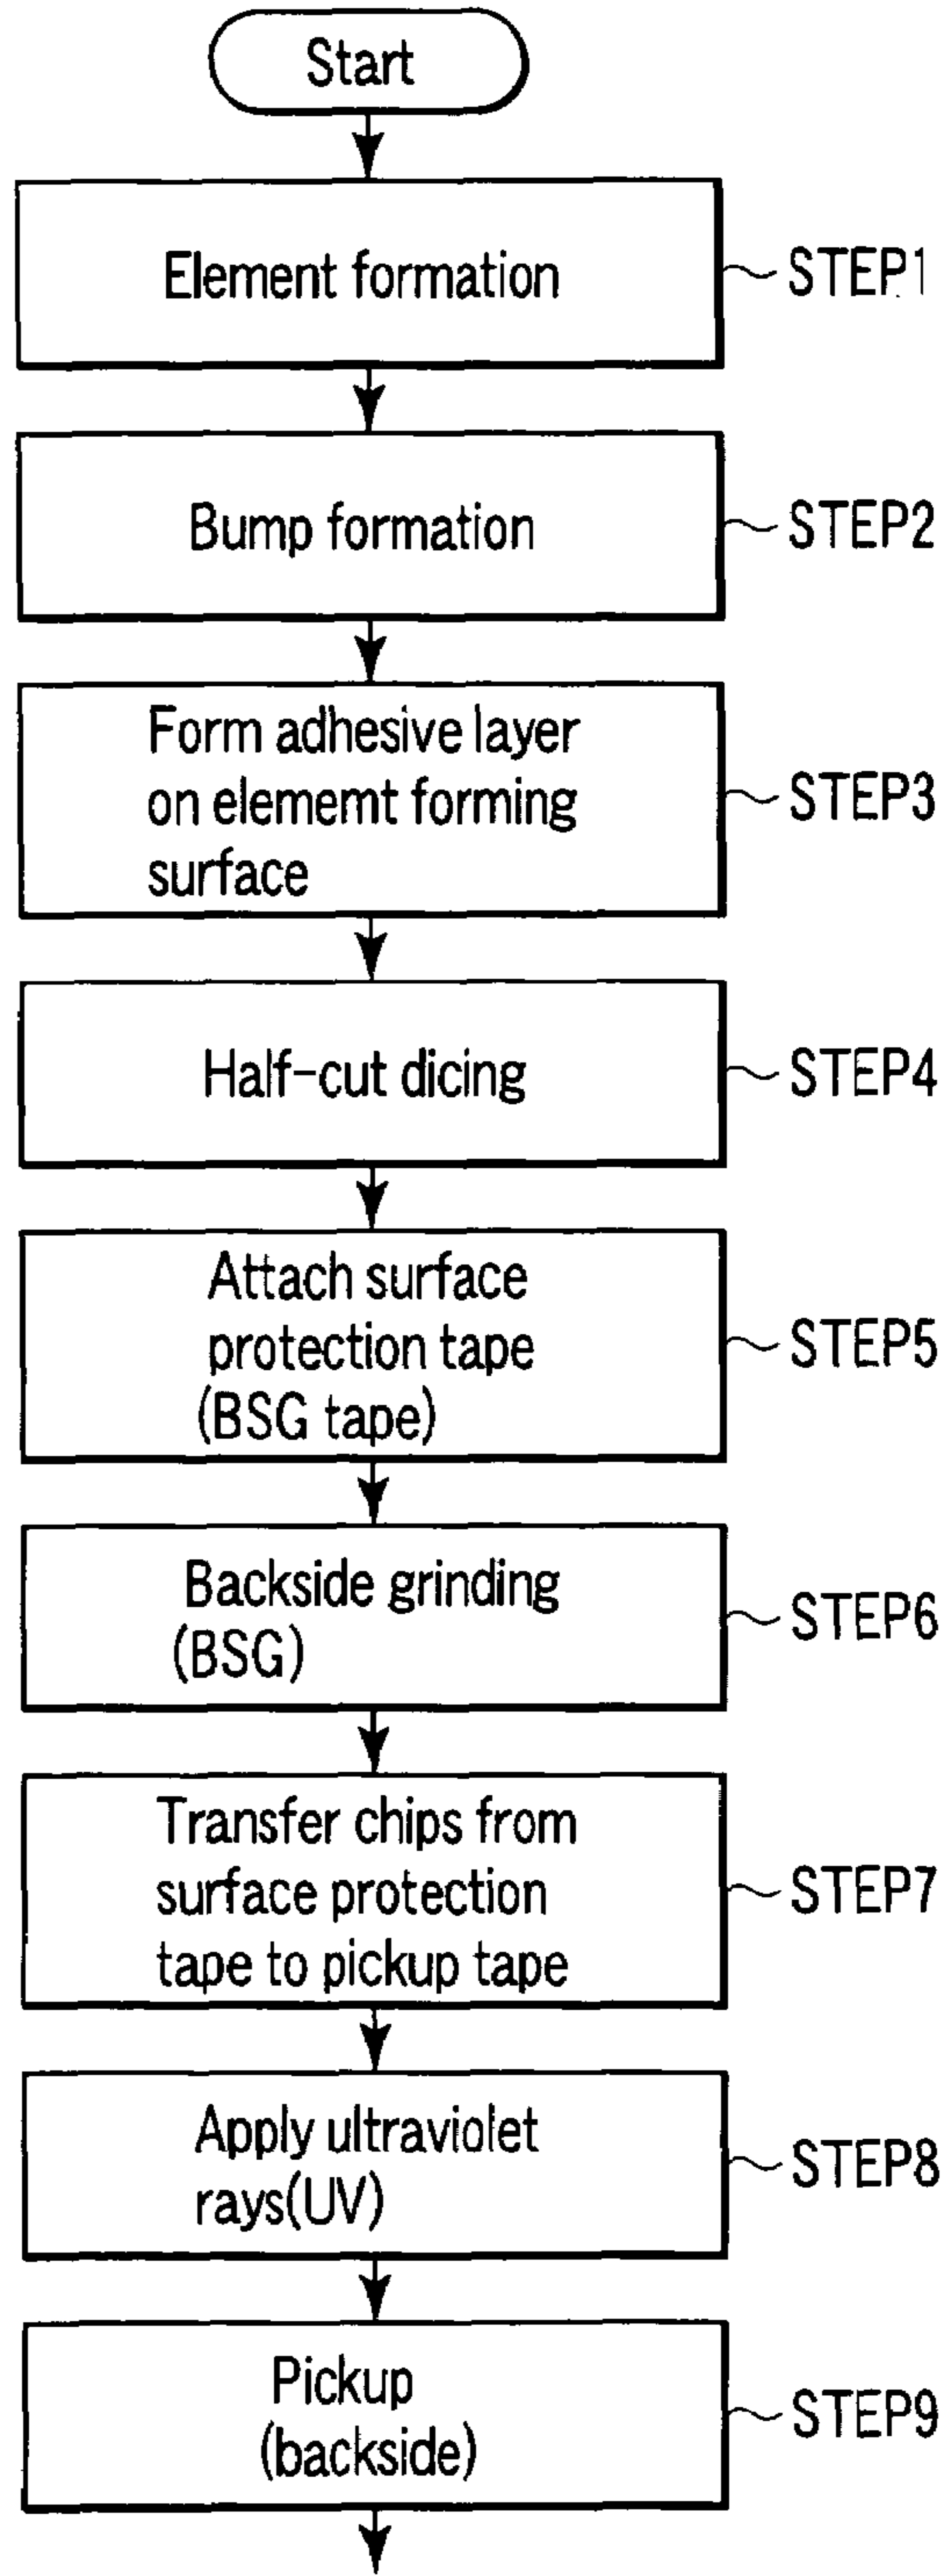 Start
Element formation
STEP1
Bump formation
STEP2
Form adhesive layer
on elememt forming
surface
STEP3
Half-cut dicing
STEP4
Attach surface
protection tape
(BSG tape)
STEP5
Backside grinding
(BSG)
STEP6
Transfer chips from
surface protection
tape to pickup tape
STEP7
Apply ultraviolet
rays(UV)
STEP8
Pickup
(backside)
STEP9